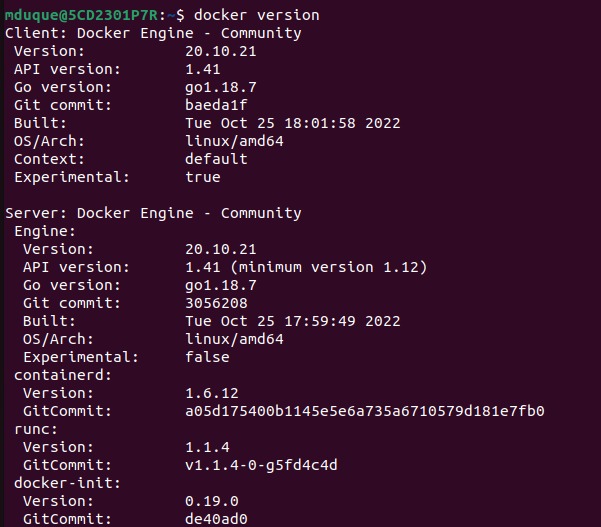 mduque@5CD2301P7R:~$ docker version
Client: Docker Engine - Community
 Version:           20.10.21
 API version:       1.41
 Go version:        go1.18.7
 Git commit:        baeda1f
 Built:             Tue Oct 25 18:01:58 2022
 OS/Arch:           linux/amd64
 Context:           default
 Experimental:      true

Server: Docker Engine - Community
 Engine:
  Version:          20.10.21
  API version:      1.41 (minimum version 1.12)
  Go version:       go1.18.7
  Git commit:       3056208
  Built:            Tue Oct 25 17:59:49 2022
  OS/Arch:          linux/amd64
  Experimental:     false
 containerd:
  Version:          1.6.12
  GitCommit:        a05d175400b1145e5e6a735a6710579d181e7fb0
 runc:
  Version:          1.1.4
  GitCommit:        v1.1.4-0-g5fd4c4d
 docker-init:
  Version:          0.19.0
  GitCommit:        de40ad0